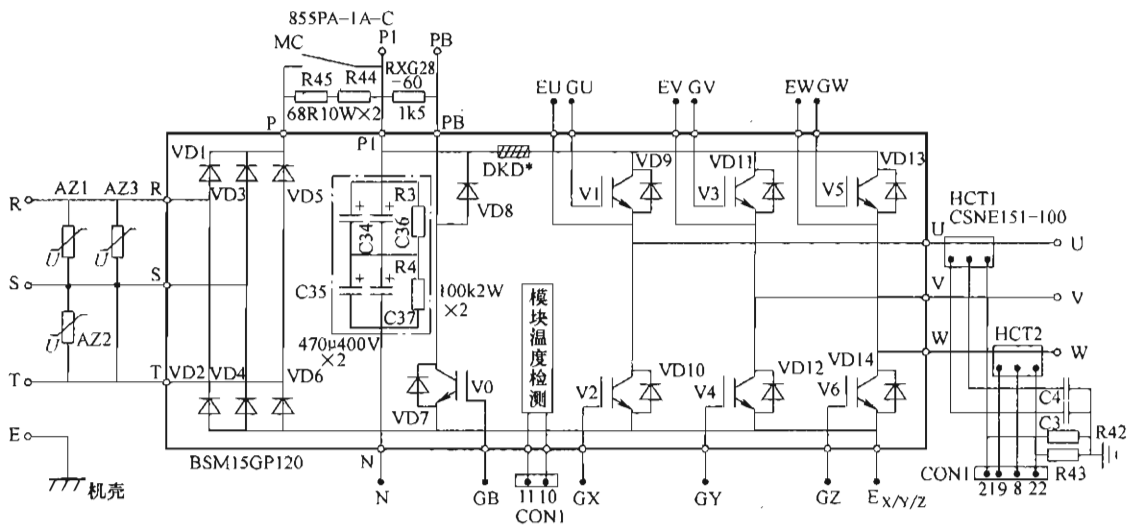 855PA-1A-C
P1
PB
MC
RXG28
-60
R45
R44
68R10W×2
1k5
EU GU
EV GV
EW GW
P
P1
PB
VD1
VD3
VD5
DKD*
VD9
VD11
VD13
AZ1
AZ3
R
R
V1
V3
V5
HCT1
CSNE151-100
VD8
R3
C34
C36
U
U
U
U
S
S
R4
V
V
C35
C37
100k2W
×2
模块温度检测
470μ400V
×2
W
W
HCT2
U
AZ2
T
T
VD2
VD4
VD6
VD7
V0
V2
VD10
V4
VD12
VD14
V6
C4
C3
R42
E
R43
BSM15GP120
N
机壳
N
GB
11 10
CON1
GX
GY
GZ
EX/Y/Z
CON1
219 8 22